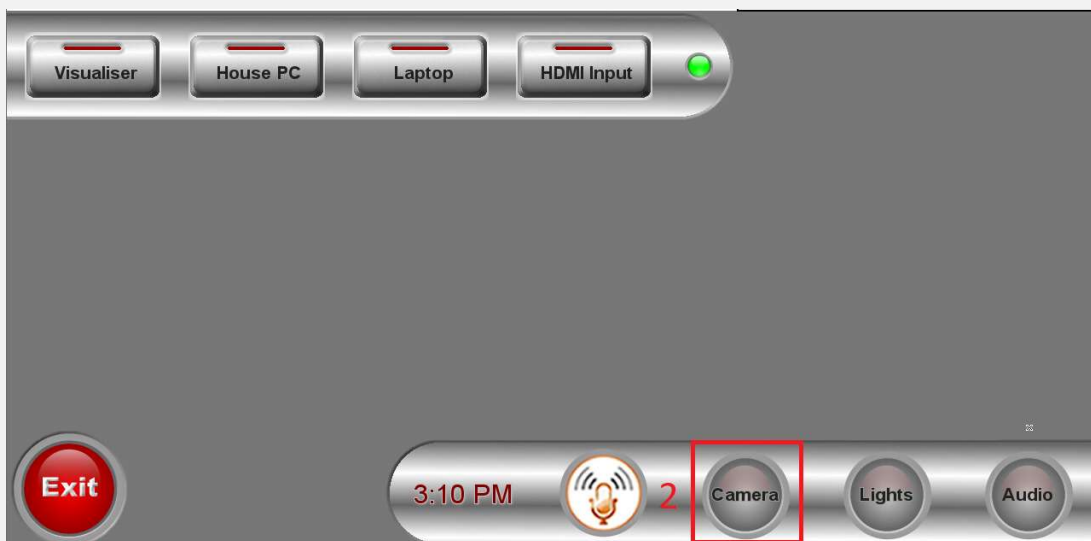 Visualiser
House PC
Laptop
HDMI Input
Exit
3:10 PM
2
Camera
Lights
Audio